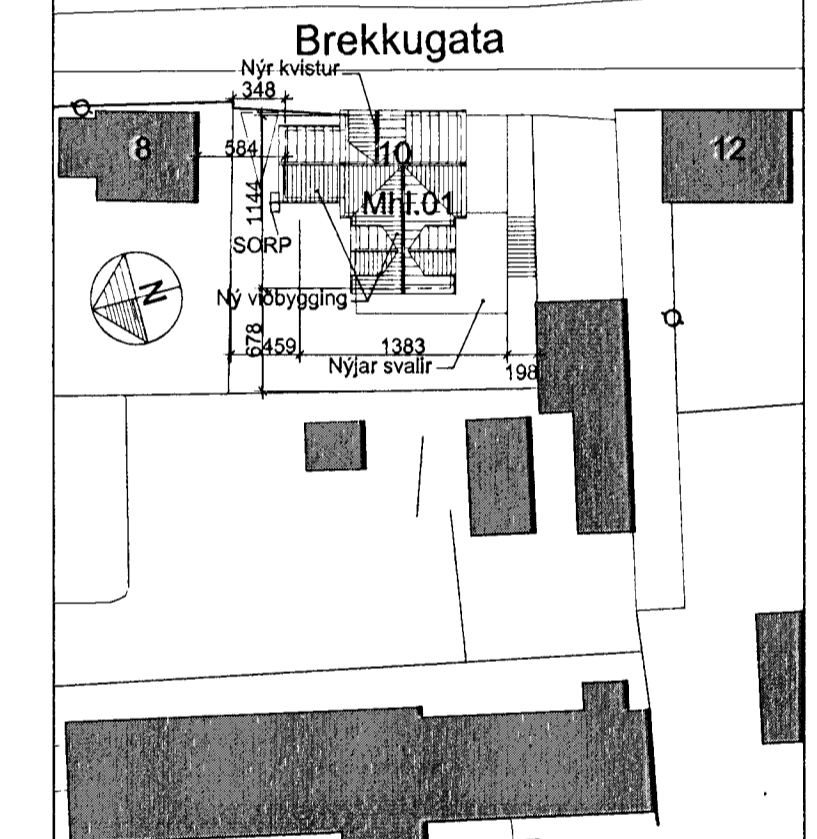 Brekkugata
Nýr kvistur
348
8
584
10
12
1144
Mhl.01
SORP
N
Ný viðbygging
678
459
1383
Nýjar svalir
198